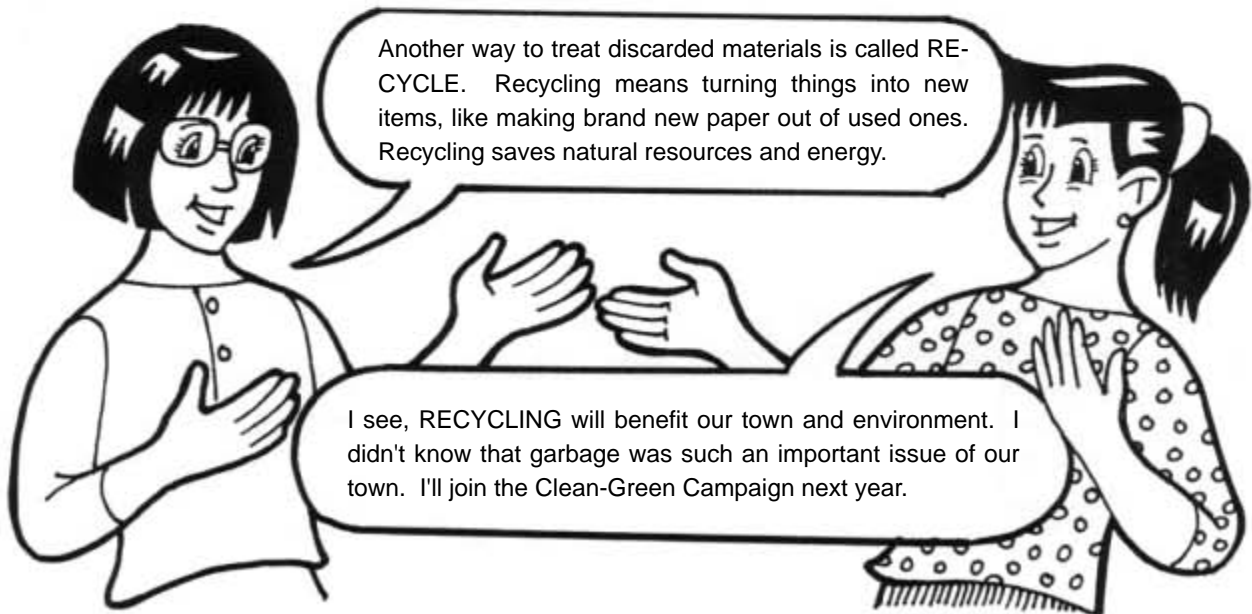 Another way to treat discarded materials is called RE-
CYCLE. Recycling means turning things into new
items, like making brand new paper out of used ones.
Recycling saves natural resources and energy.
I see, RECYCLING will benefit our town and environment. I
didn't know that garbage was such an important issue of our
town. I'll join the Clean-Green Campaign next year.